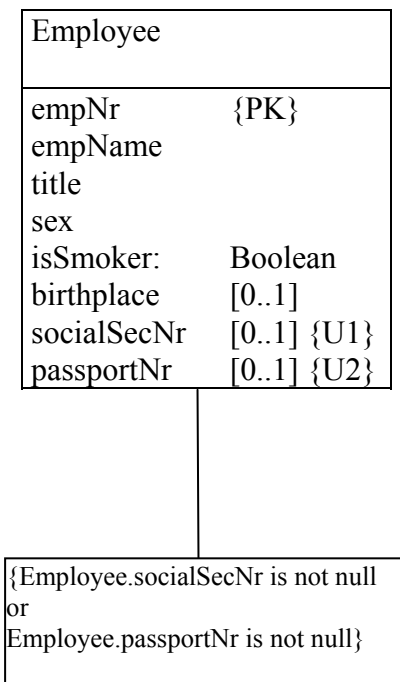 Employee
empNr {PK}
empName
title
sex
isSmoker: Boolean
birthplace [0..1]
socialSecNr [0..1] {U1}
passportNr [0..1] {U2}
{Employee.socialSecNr is not null
or
Employee.passportNr is not null}